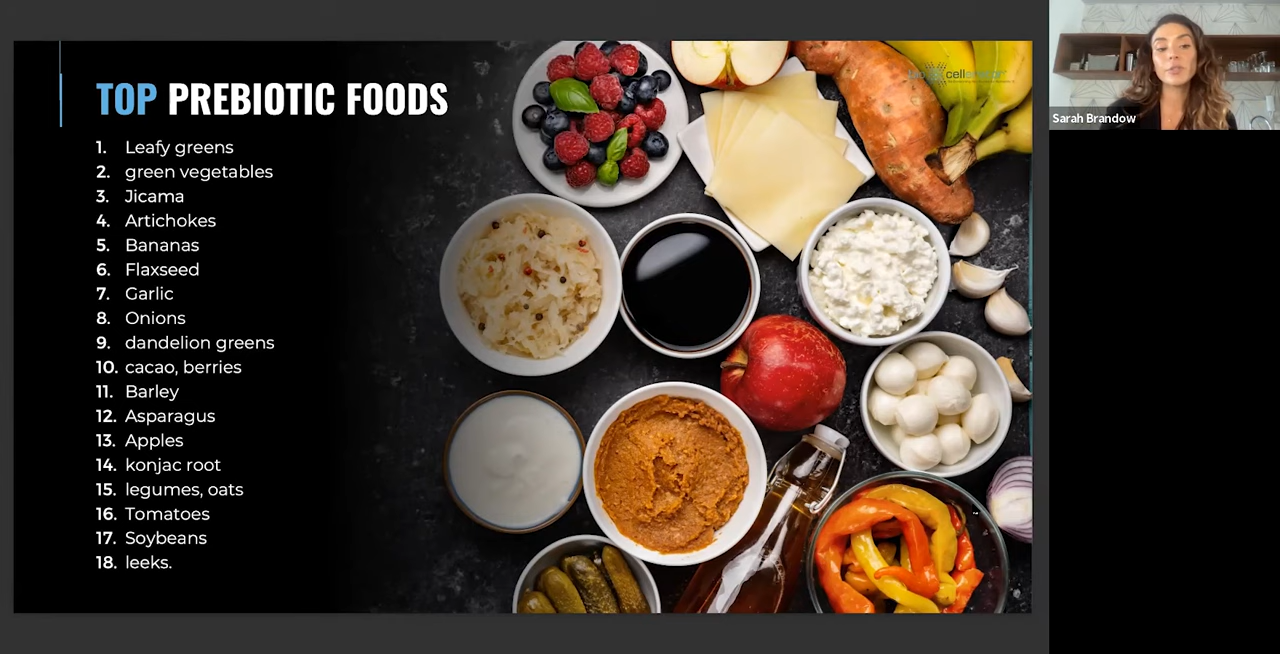 TOP PREBIOTIC FOODS
1. Leafy greens
2. green vegetables
3. Jicama
4. Artichokes
5. Bananas
6. Flaxseed
7. Garlic
8. Onions
9. dandelion greens
10. cacao, berries
11. Barley
12. Asparagus
13. Apples
14. konjac root
15. legumes, oats
16. Tomatoes
17. Soybeans
18. leeks.
Sarah Brandow